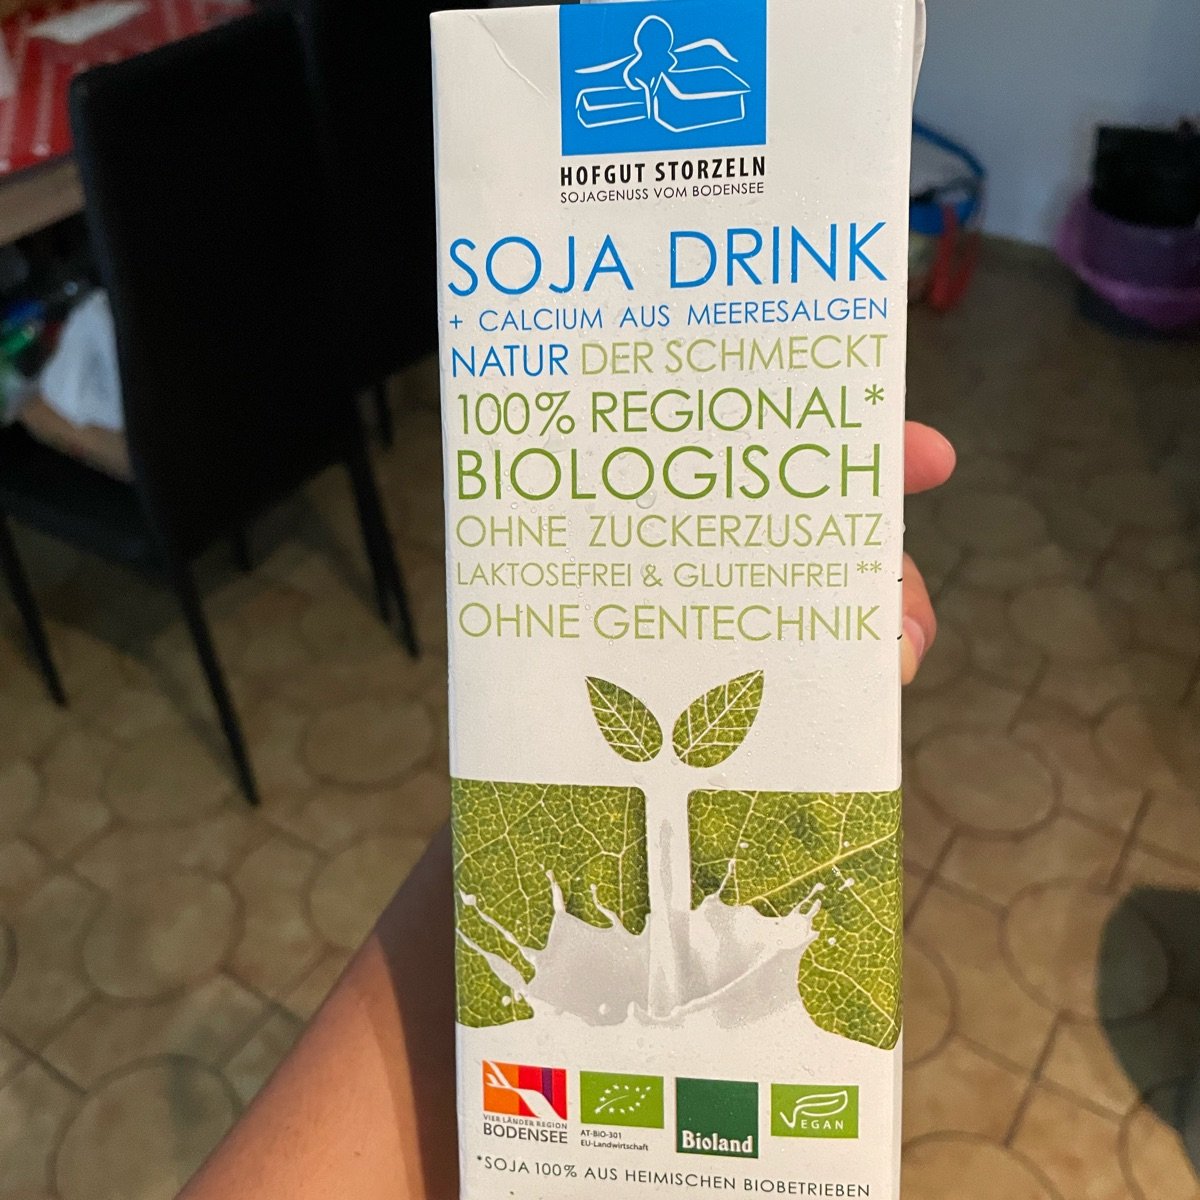 HOFGUT STORZELN
SOJAGENUSS VOM BODENSEE
SOJA DRINK
+ CALCIUM AUS MEERESALGEN
NATUR DER SCHMECKT
100% REGIONAL*
BIOLOGISCH
OHNE ZUCKERZUSATZ
LAKTOSEFREI & GLUTENFREI**
OHNE GENTECHNIK
VIER LÄNDER REGION
BODENSEE
AT-BIO-301
EU-Landwirtschaft
Bioland
VEGAN
*SOJA 100% AUS HEIMISCHEN BIOBETRIEBEN